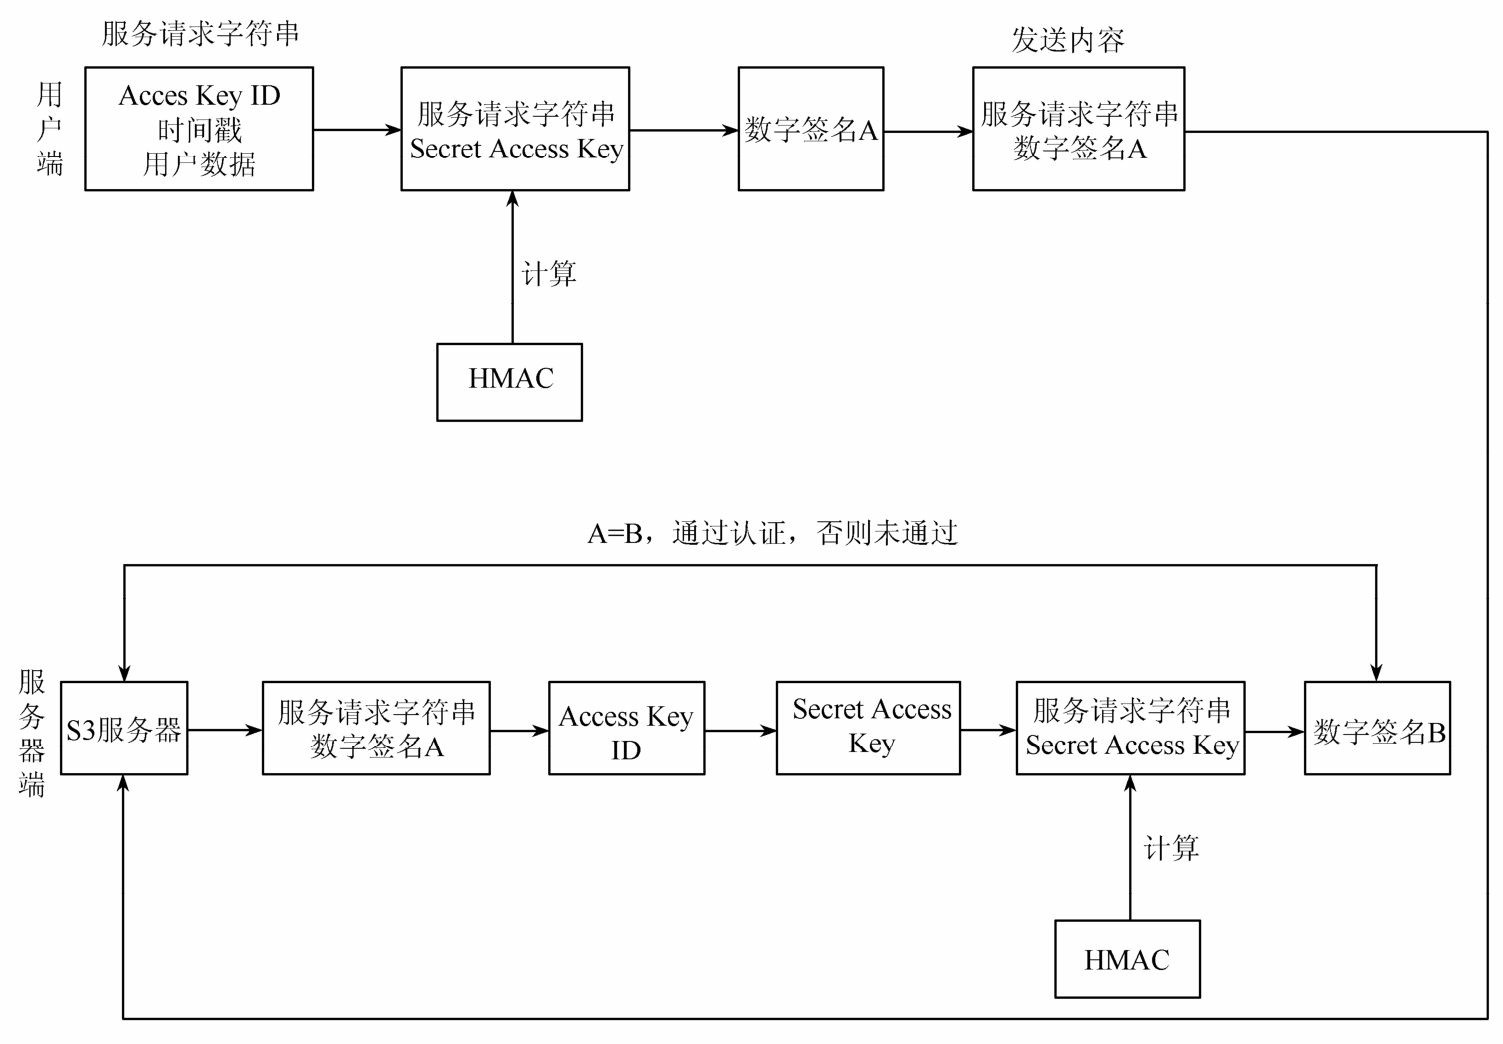 服务请求字符串
发送内容
用户端
Acces Key ID
时间戳
用户数据
服务请求字符串
Secret Access Key
数字签名A
服务请求字符串
数字签名A
计算
HMAC
A=B，通过认证，否则未通过
服务器端
S3服务器
服务请求字符串
数字签名A
Access Key
ID
Secret Access
Key
服务请求字符串
Secret Access Key
数字签名B
计算
HMAC